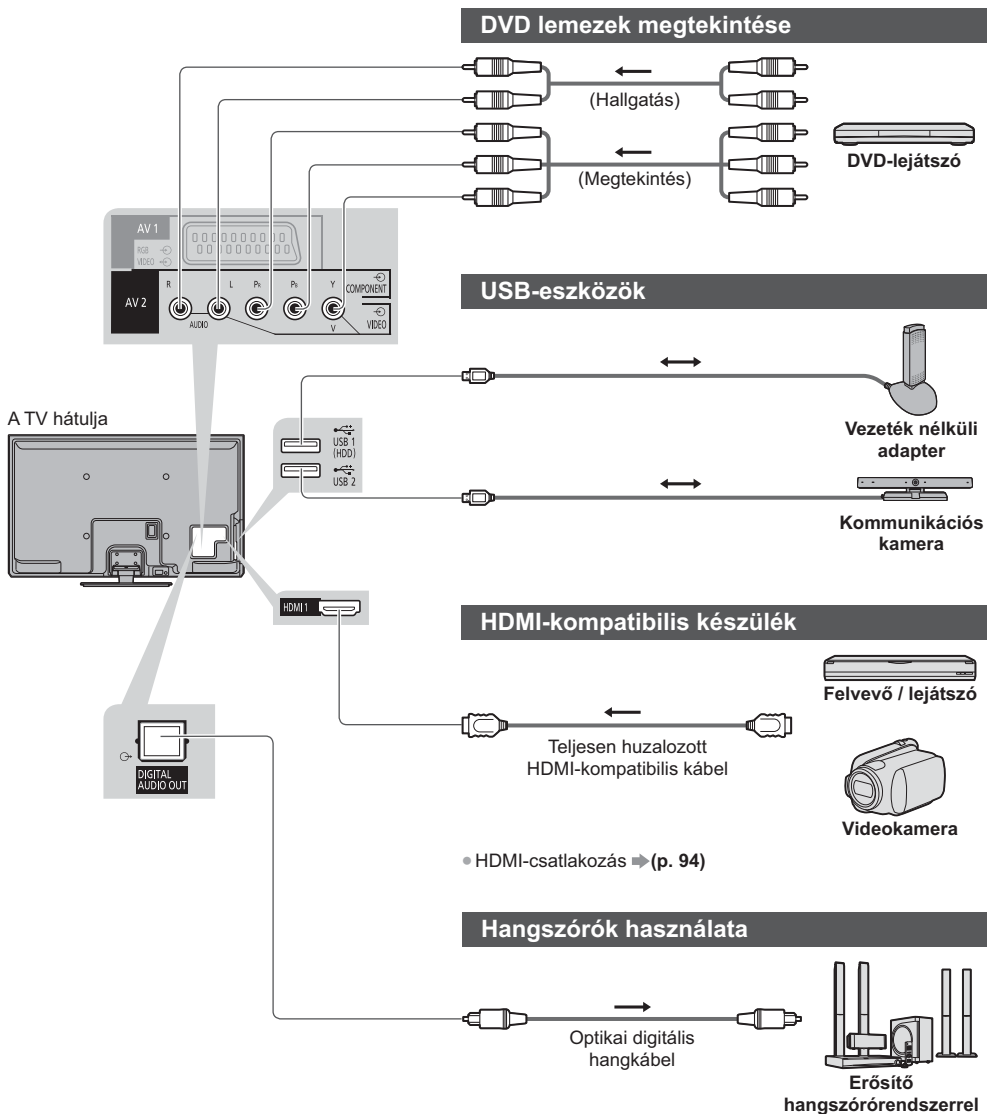 DVD lemezek megtekintése
(Hallgatás)
(Megtekintés)
DVD-lejátszó
AV 1
RGB
VIDEO
AV 2
R L PR PB Y
COMPONENT
AUDIO
V
VIDEO
USB-eszközök
Vezeték nélküli
adapter
A TV hátulja
USB 1
(HDD)
USB 2
Kommunikációs
kamera
HDMI 1
HDMI-kompatibilis készülék
Felvevő / lejátszó
Teljesen huzalozott
HDMI-kompatibilis kábel
Videokamera
DIGITAL
AUDIO OUT
● HDMI-csatlakozás ➡(p. 94)
Hangszórók használata
Optikai digitális
hangkábel
Erősítő
hangszórórendszerrel